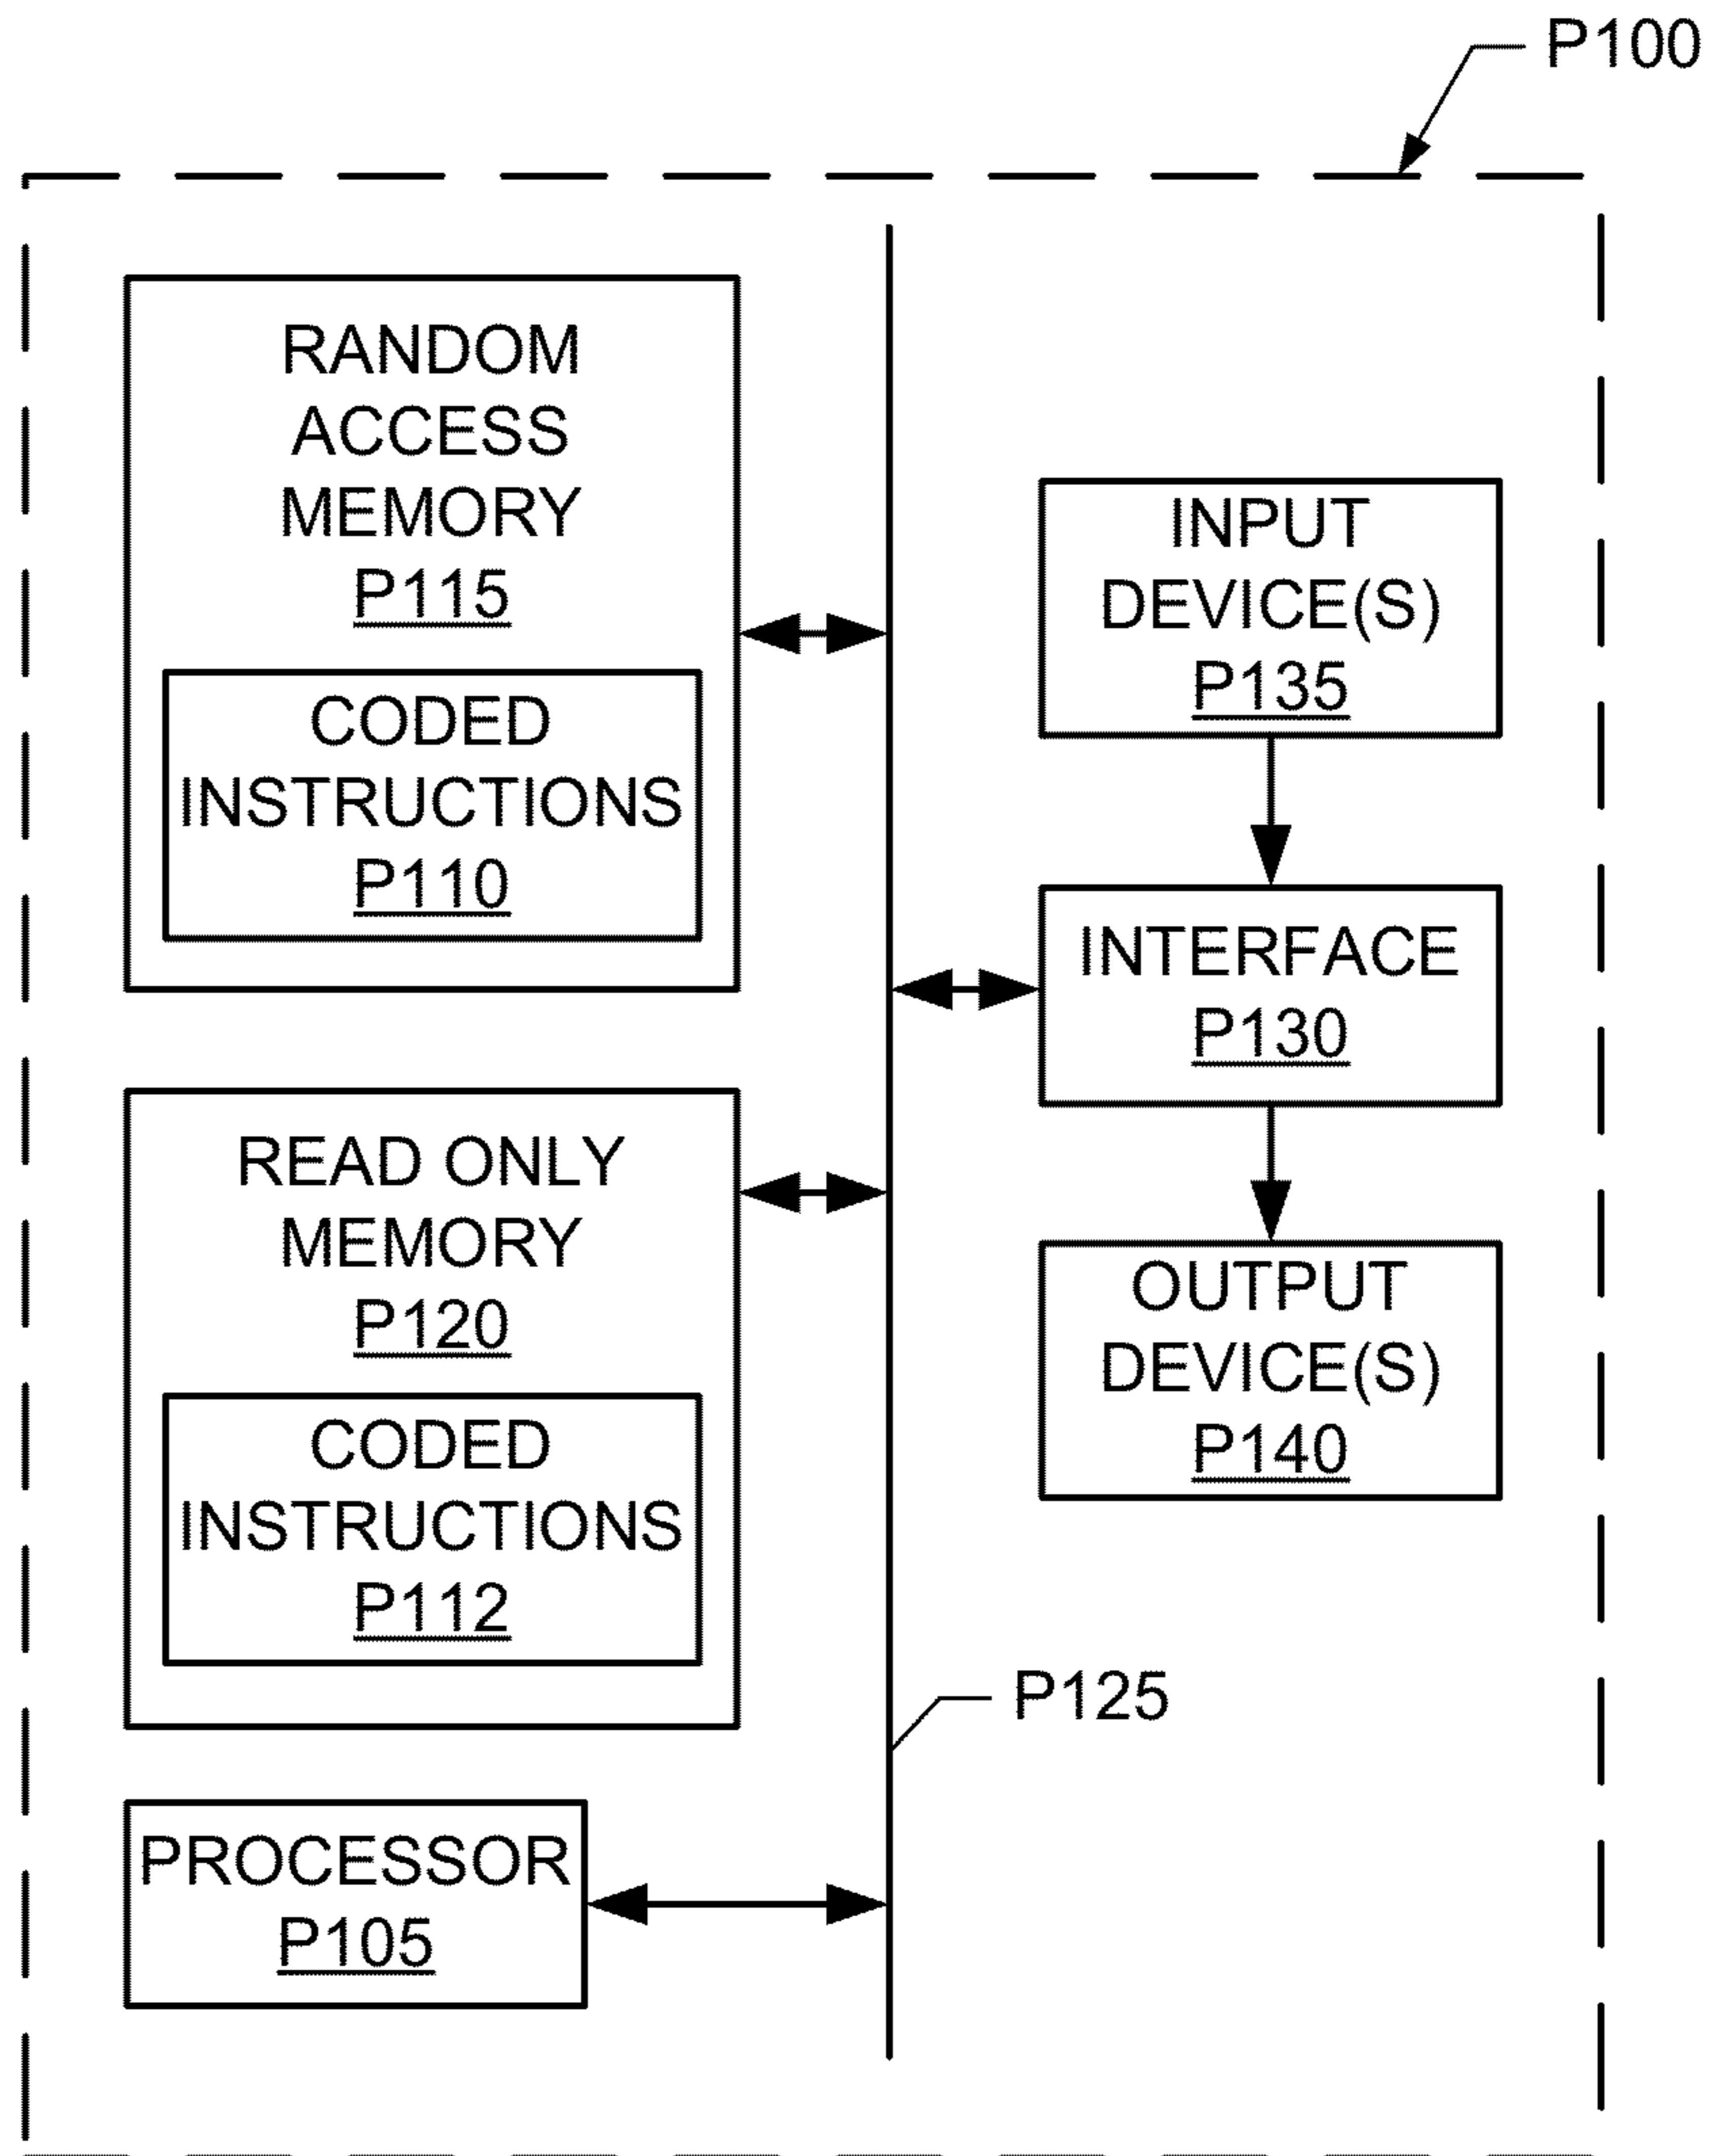 P100
RANDOM
ACCESS
MEMORY
P115
CODED
INSTRUCTIONS
P110
READ ONLY
MEMORY
P120
CODED
INSTRUCTIONS
P112
PROCESSOR
P105
INPUT
DEVICE(S)
P135
INTERFACE
P130
OUTPUT
DEVICE(S)
P140
P125